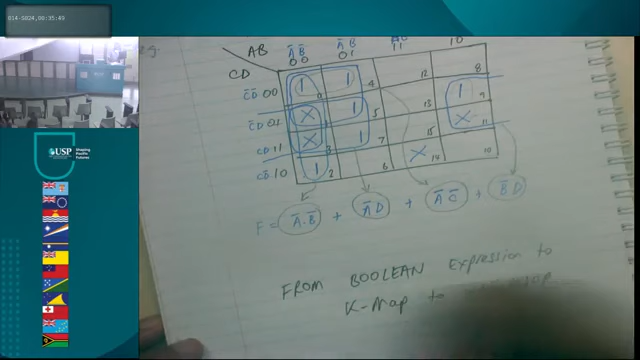 014-S024, 08:35:49
eg.
AB
A̅ B̅
00
A̅ B
01
11
10
CD
C̅D̅ 00 1 0 1 4 12 8
C̅D 01 X 1 5 13 1 9
CD 11 X 3 1 7 15 X 11
10 1 2 6 X 14 10
F = A̅.B̅ + A̅D + A̅ C̅ + B̅ D
FROM BOOLEAN Expression to
K-Map to
USP